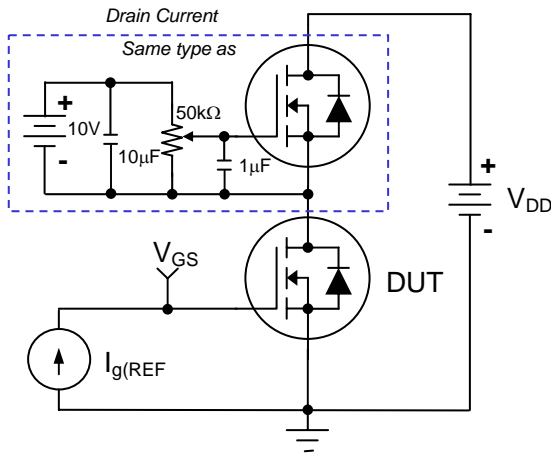 Drain Current
Same type as
+
10V
-
10μF
50kΩ
1μF
+
V_DD
-
V_GS
DUT
I_g(REF